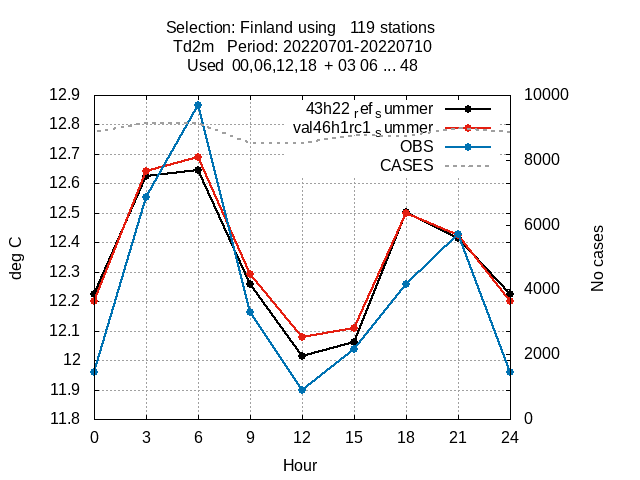 Selection: Finland using   119 stations
Td2m   Period: 20220701-20220710
Used  00,06,12,18  + 03 06 ... 48
12.9
12.8
12.7
12.6
12.5
12.4
12.3
12.2
12.1
12
11.9
11.8
deg C
43h22 ref summer
val46h1rc1 summer
OBS
CASES
10000
8000
6000
4000
2000
0
No cases
0 3 6 9 12 15 18 21 24
Hour